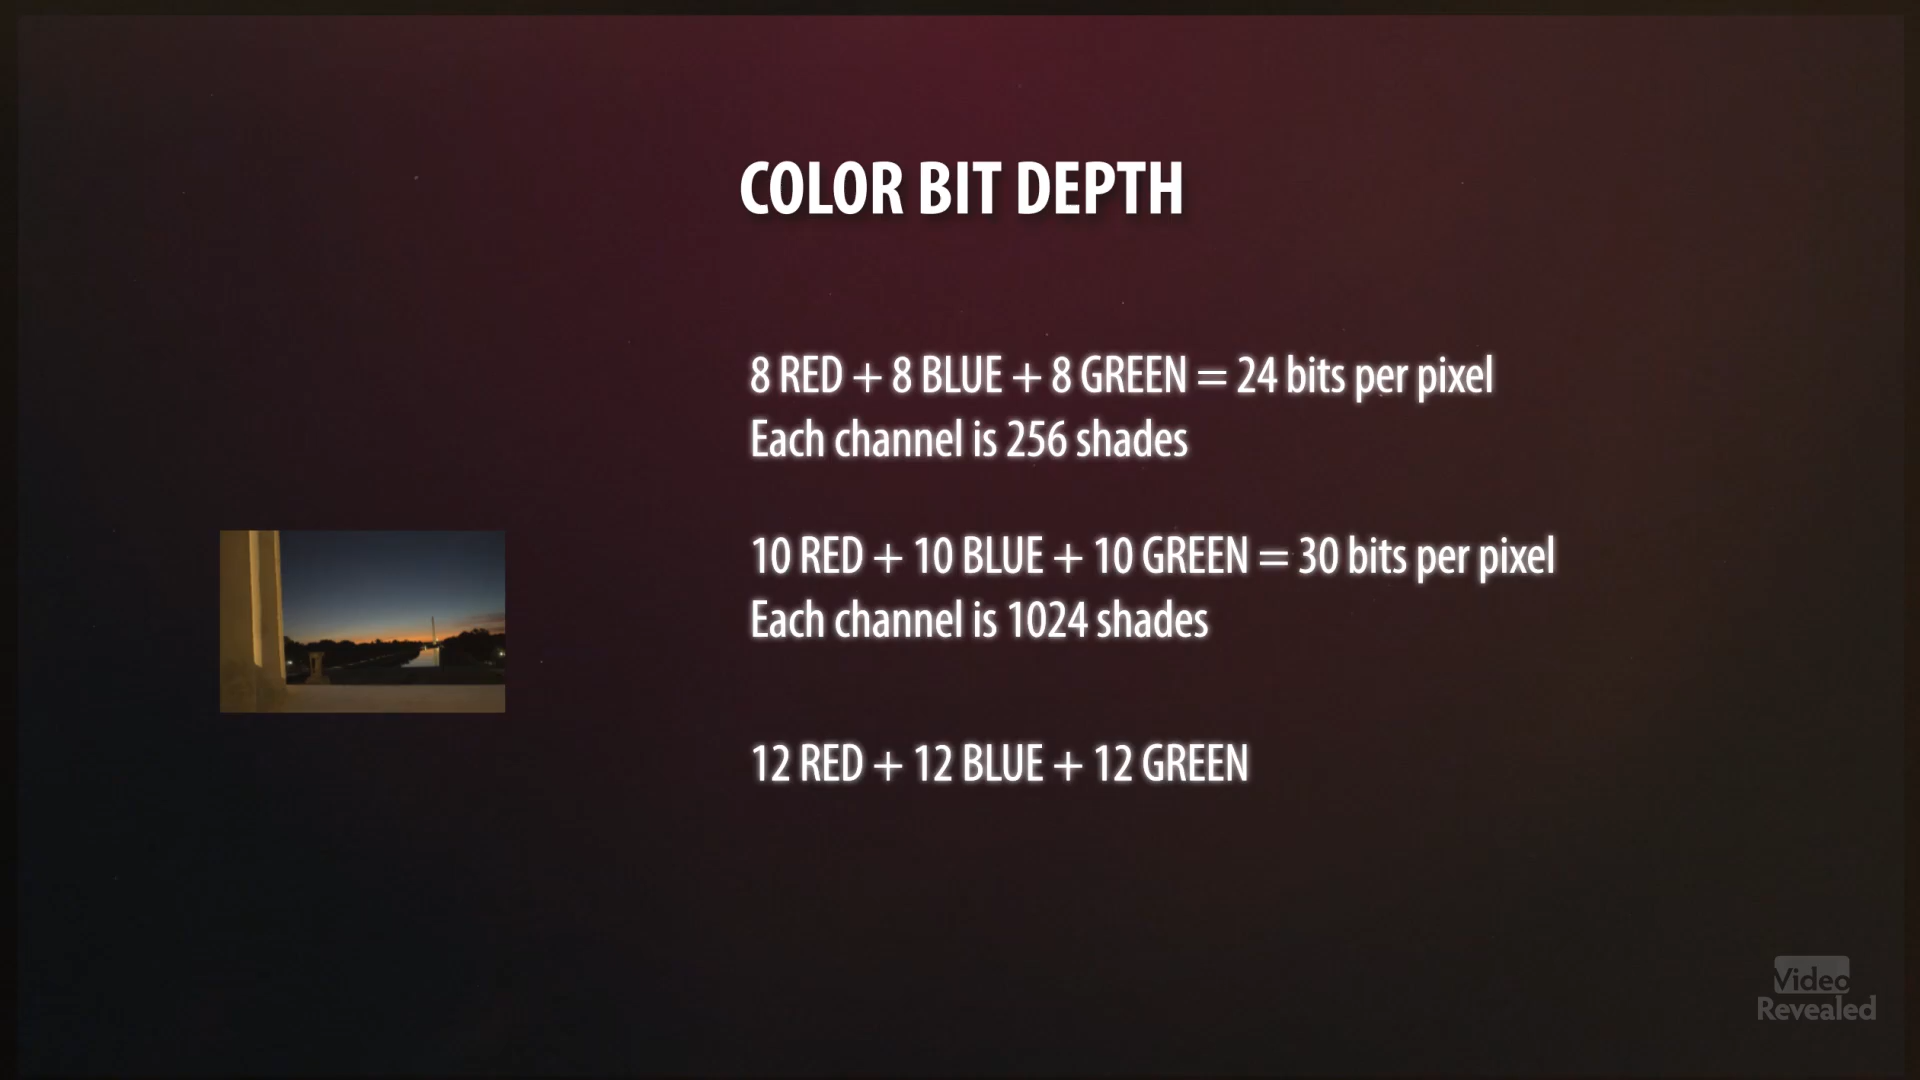 COLOR BIT DEPTH
8 RED + 8 BLUE + 8 GREEN = 24 bits per pixel
Each channel is 256 shades
10 RED + 10 BLUE + 10 GREEN = 30 bits per pixel
Each channel is 1024 shades
12 RED + 12 BLUE + 12 GREEN
Video
Revealed